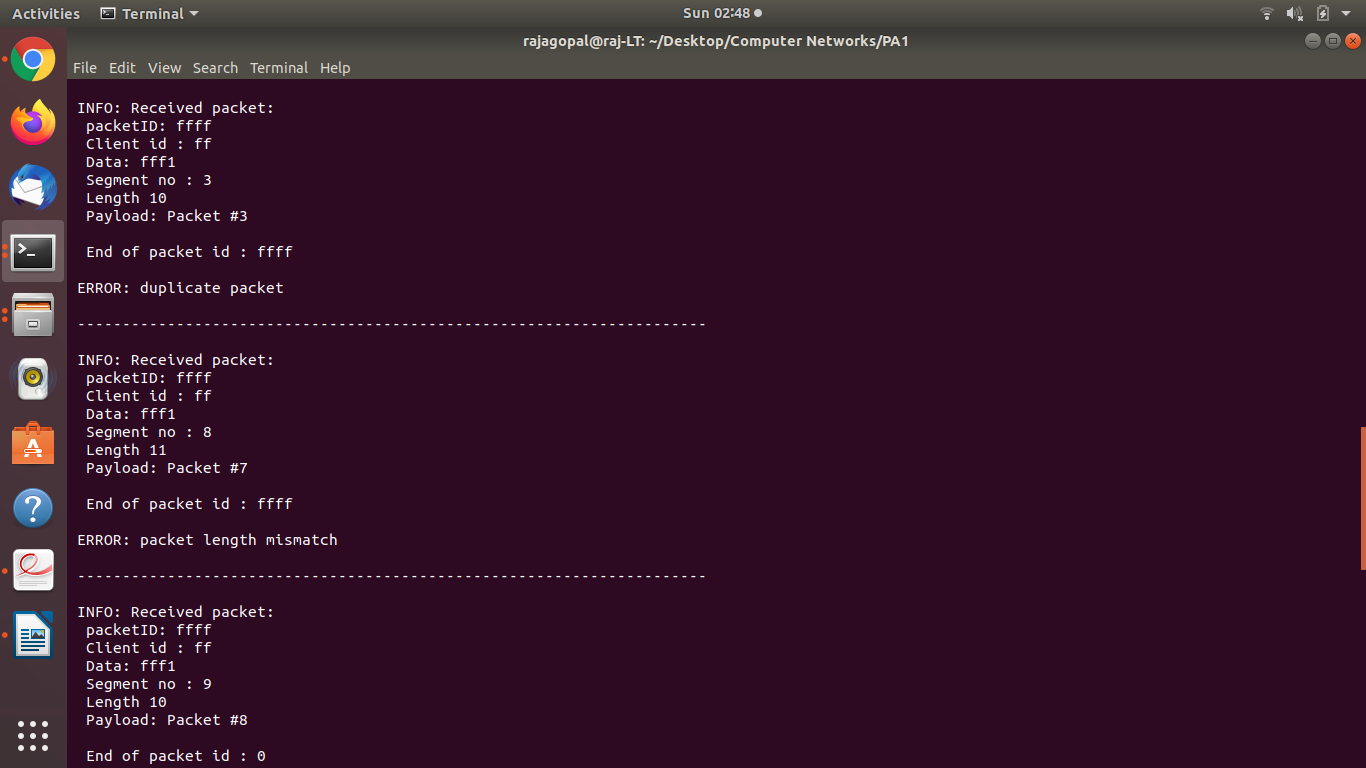 Activities Terminal Sun 02:48
rajagopal@raj-LT: ~/Desktop/Computer Networks/PA1
File Edit View Search Terminal Help
INFO: Received packet:
packetID: ffff
Client id : ff
Data: fff1
Segment no : 3
Length 10
Payload: Packet #3
End of packet id : ffff
ERROR: duplicate packet
----------------------------------------------------------------------
INFO: Received packet:
packetID: ffff
Client id : ff
Data: fff1
Segment no : 8
Length 11
Payload: Packet #7
End of packet id : ffff
ERROR: packet length mismatch
----------------------------------------------------------------------
INFO: Received packet:
packetID: ffff
Client id : ff
Data: fff1
Segment no : 9
Length 10
Payload: Packet #8
End of packet id : 0